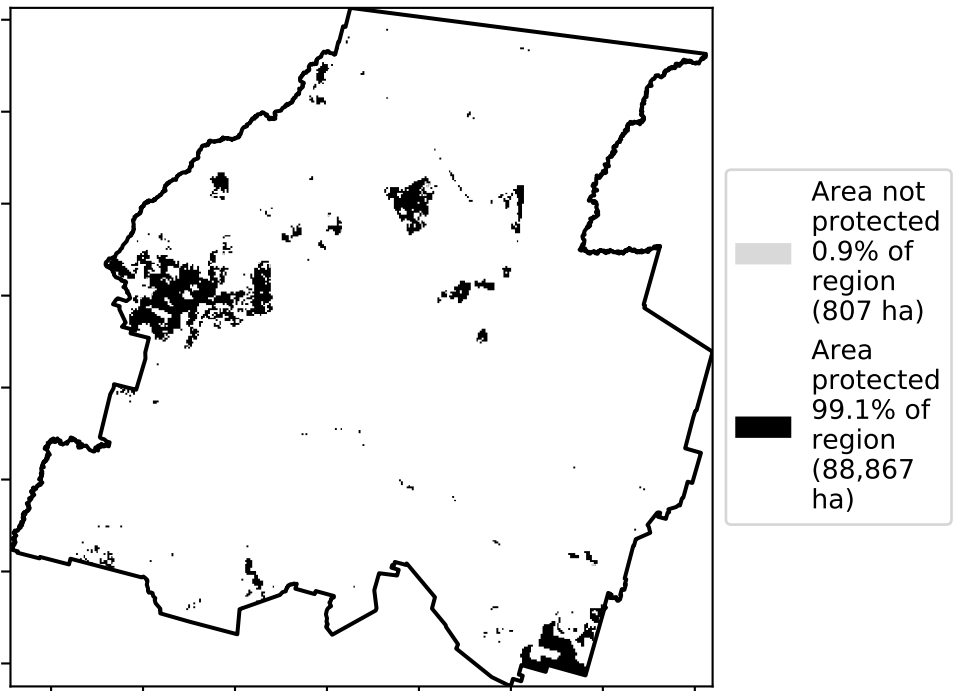 Area not
protected
0.9% of
region
(807 ha)
Area
protected
99.1% of
region
(88,867
ha)